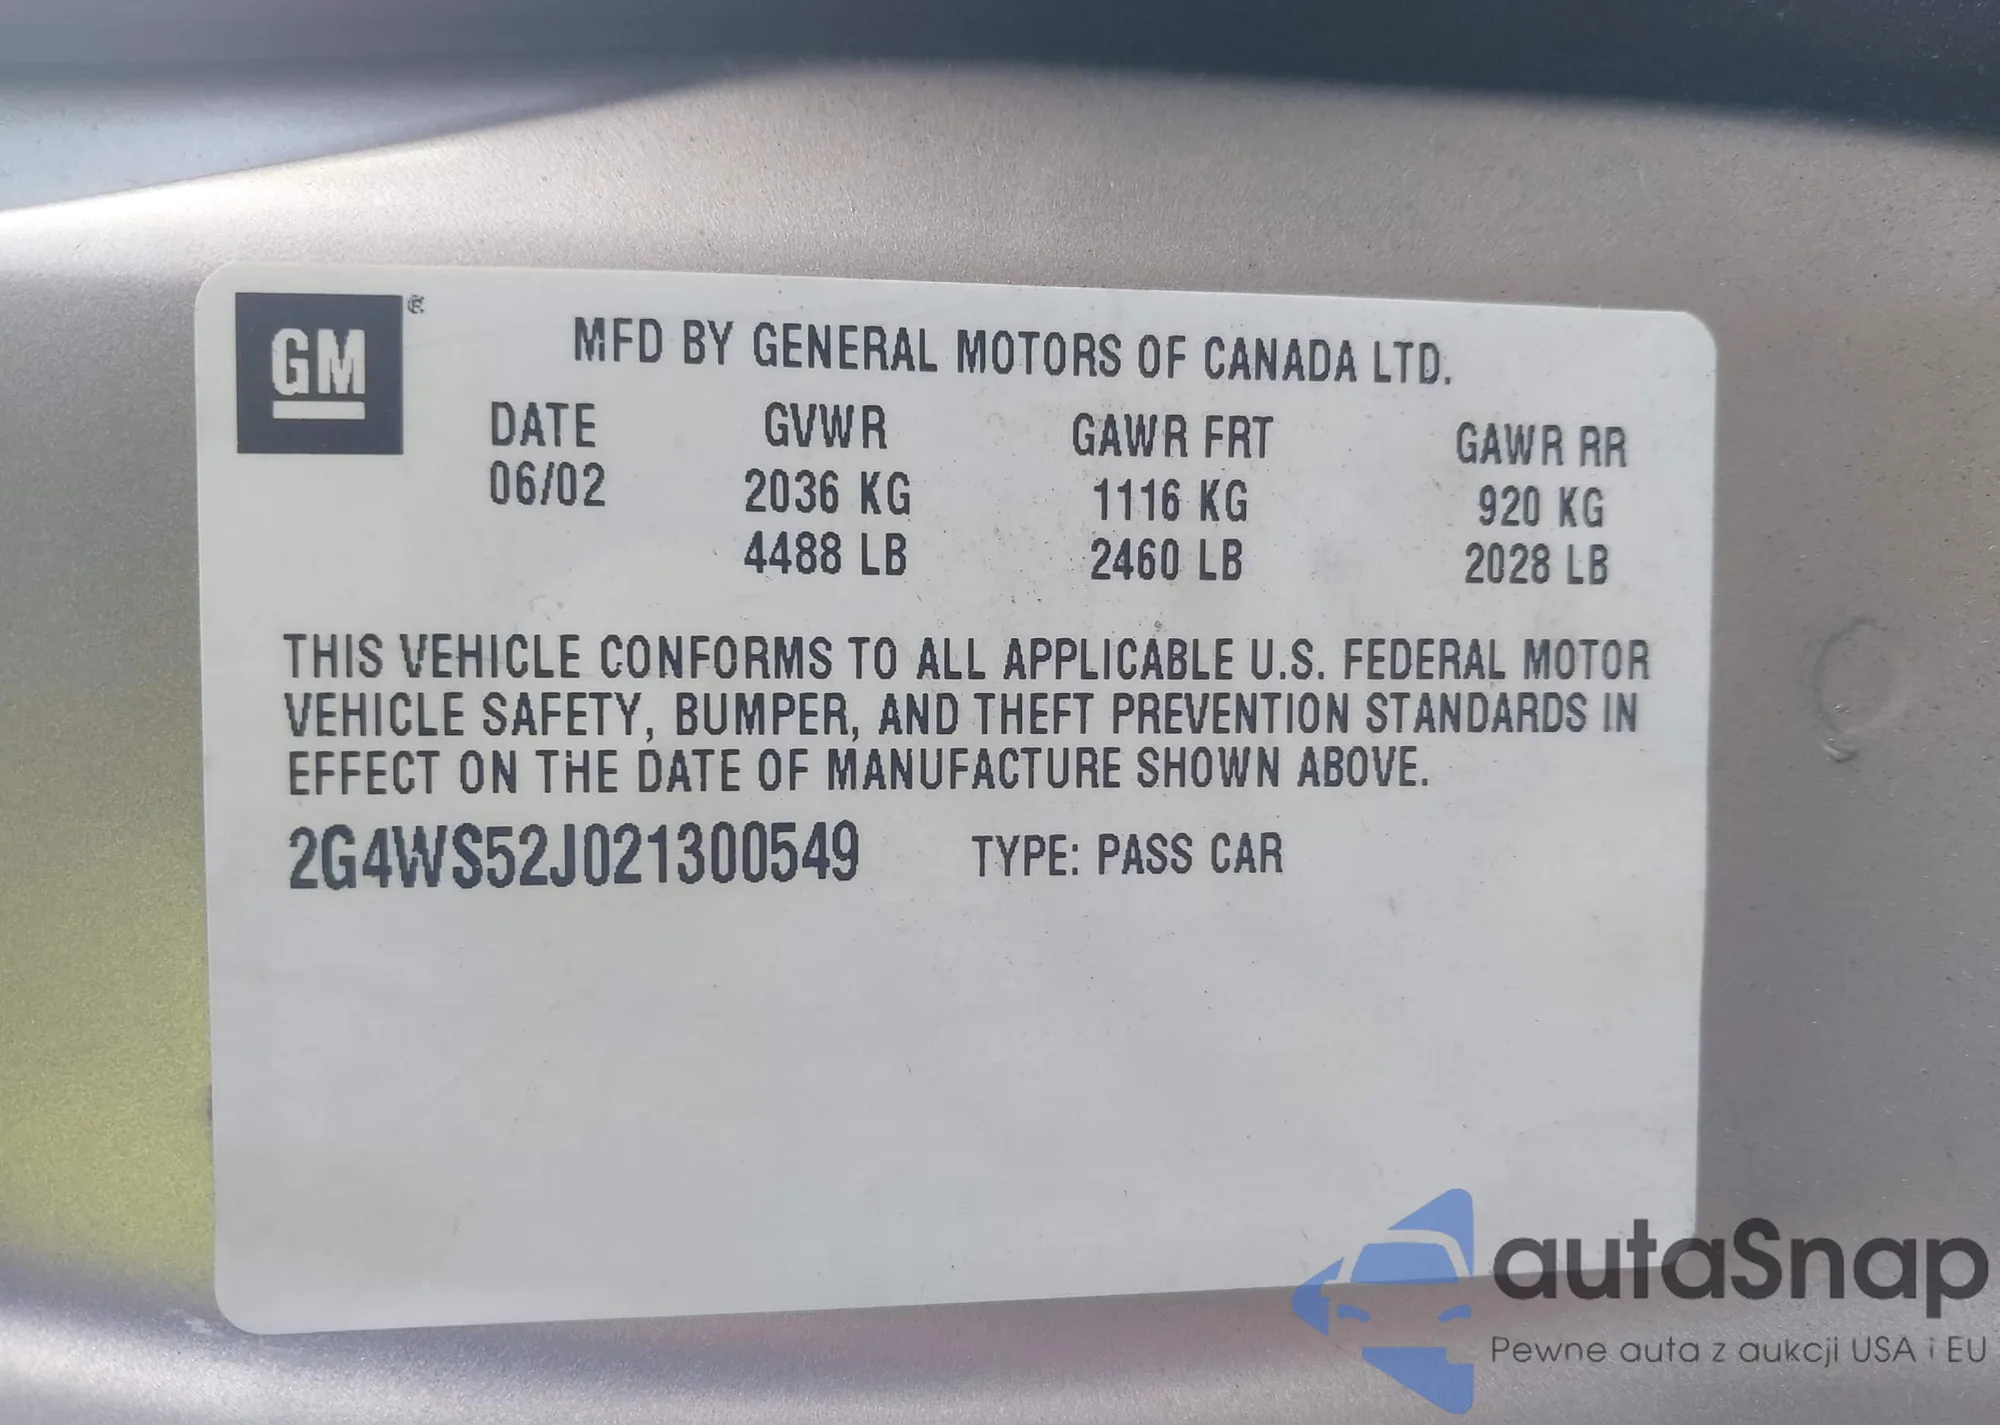 GM
MFD BY GENERAL MOTORS OF CANADA LTD.
DATE GVWR GAWR FRT GAWR RR
06/02 2036 KG 1116 KG 920 KG
4488 LB 2460 LB 2028 LB
THIS VEHICLE CONFORMS TO ALL APPLICABLE U.S. FEDERAL MOTOR
VEHICLE SAFETY, BUMPER, AND THEFT PREVENTION STANDARDS IN
EFFECT ON THE DATE OF MANUFACTURE SHOWN ABOVE.
2G4WS52J021300549 TYPE: PASS CAR
autaSnap
Pewne auta z aukcji USA i EU